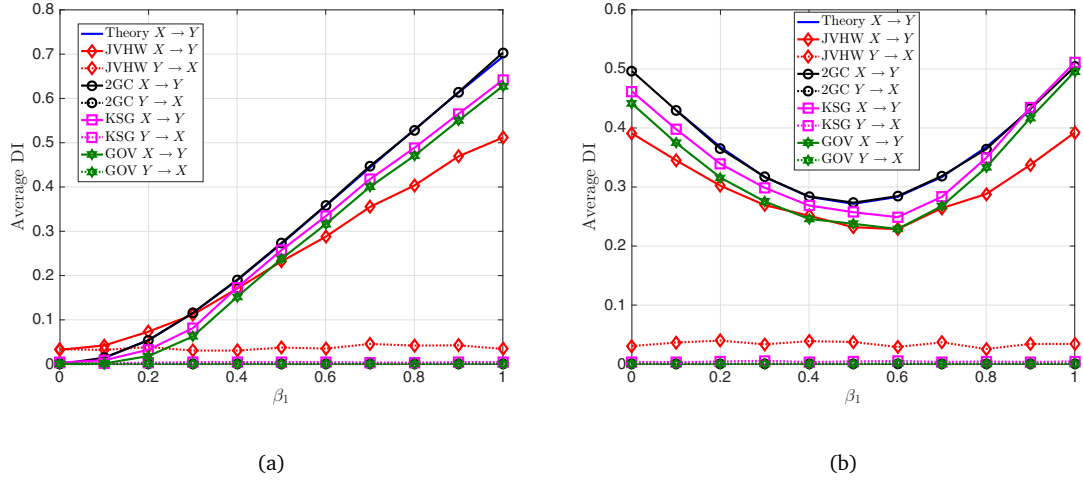 0.8
0.7
0.6
0.5
0.4
0.3
0.2
0.1
0
Average DI
Theory X → Y
JVHW X → Y
JVHW Y → X
2GC X → Y
2GC Y → X
KSG X → Y
KSG Y → X
GOV X → Y
GOV Y → X
0 0.2 0.4 0.6 0.8 1
β₁
(a)
0.6
0.5
0.4
0.3
0.2
0.1
0
Average DI
Theory X → Y
JVHW X → Y
JVHW Y → X
2GC X → Y
2GC Y → X
KSG X → Y
KSG Y → X
GOV X → Y
GOV Y → X
0 0.2 0.4 0.6 0.8 1
β₁
(b)